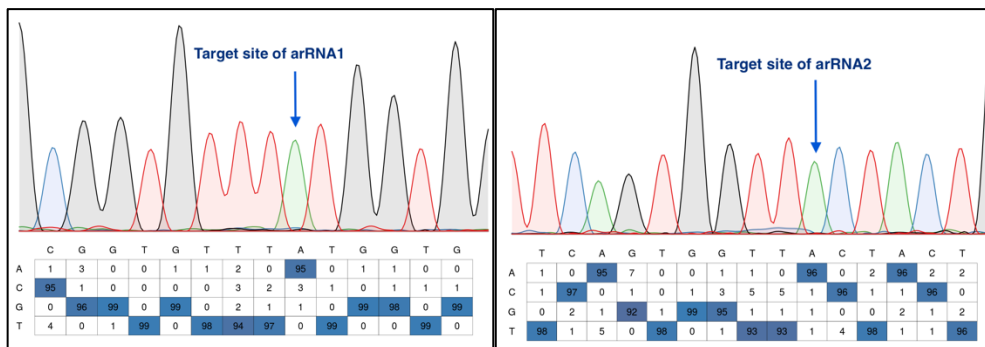 Target site of arRNA1
C G G T G T T T A T G G T G
A 1 3 0 0 1 1 2 0 95 0 1 1 0 0
C 95 0 0 0 0 0 3 2 3 1 0 1 1 1
G 0 96 99 0 99 0 2 1 1 0 99 98 0 99
T 4 0 1 99 0 98 94 97 0 99 0 0 99 0
Target site of arRNA2
T C A G T G G T T A C T A C T
A 1 0 95 7 0 0 1 1 0 96 0 2 96 2 2
C 1 97 0 1 0 1 3 5 5 1 96 1 1 96 0
G 0 2 1 92 1 99 95 1 1 1 0 0 2 1 2
T 98 1 5 0 98 0 1 93 93 1 4 98 1 1 96